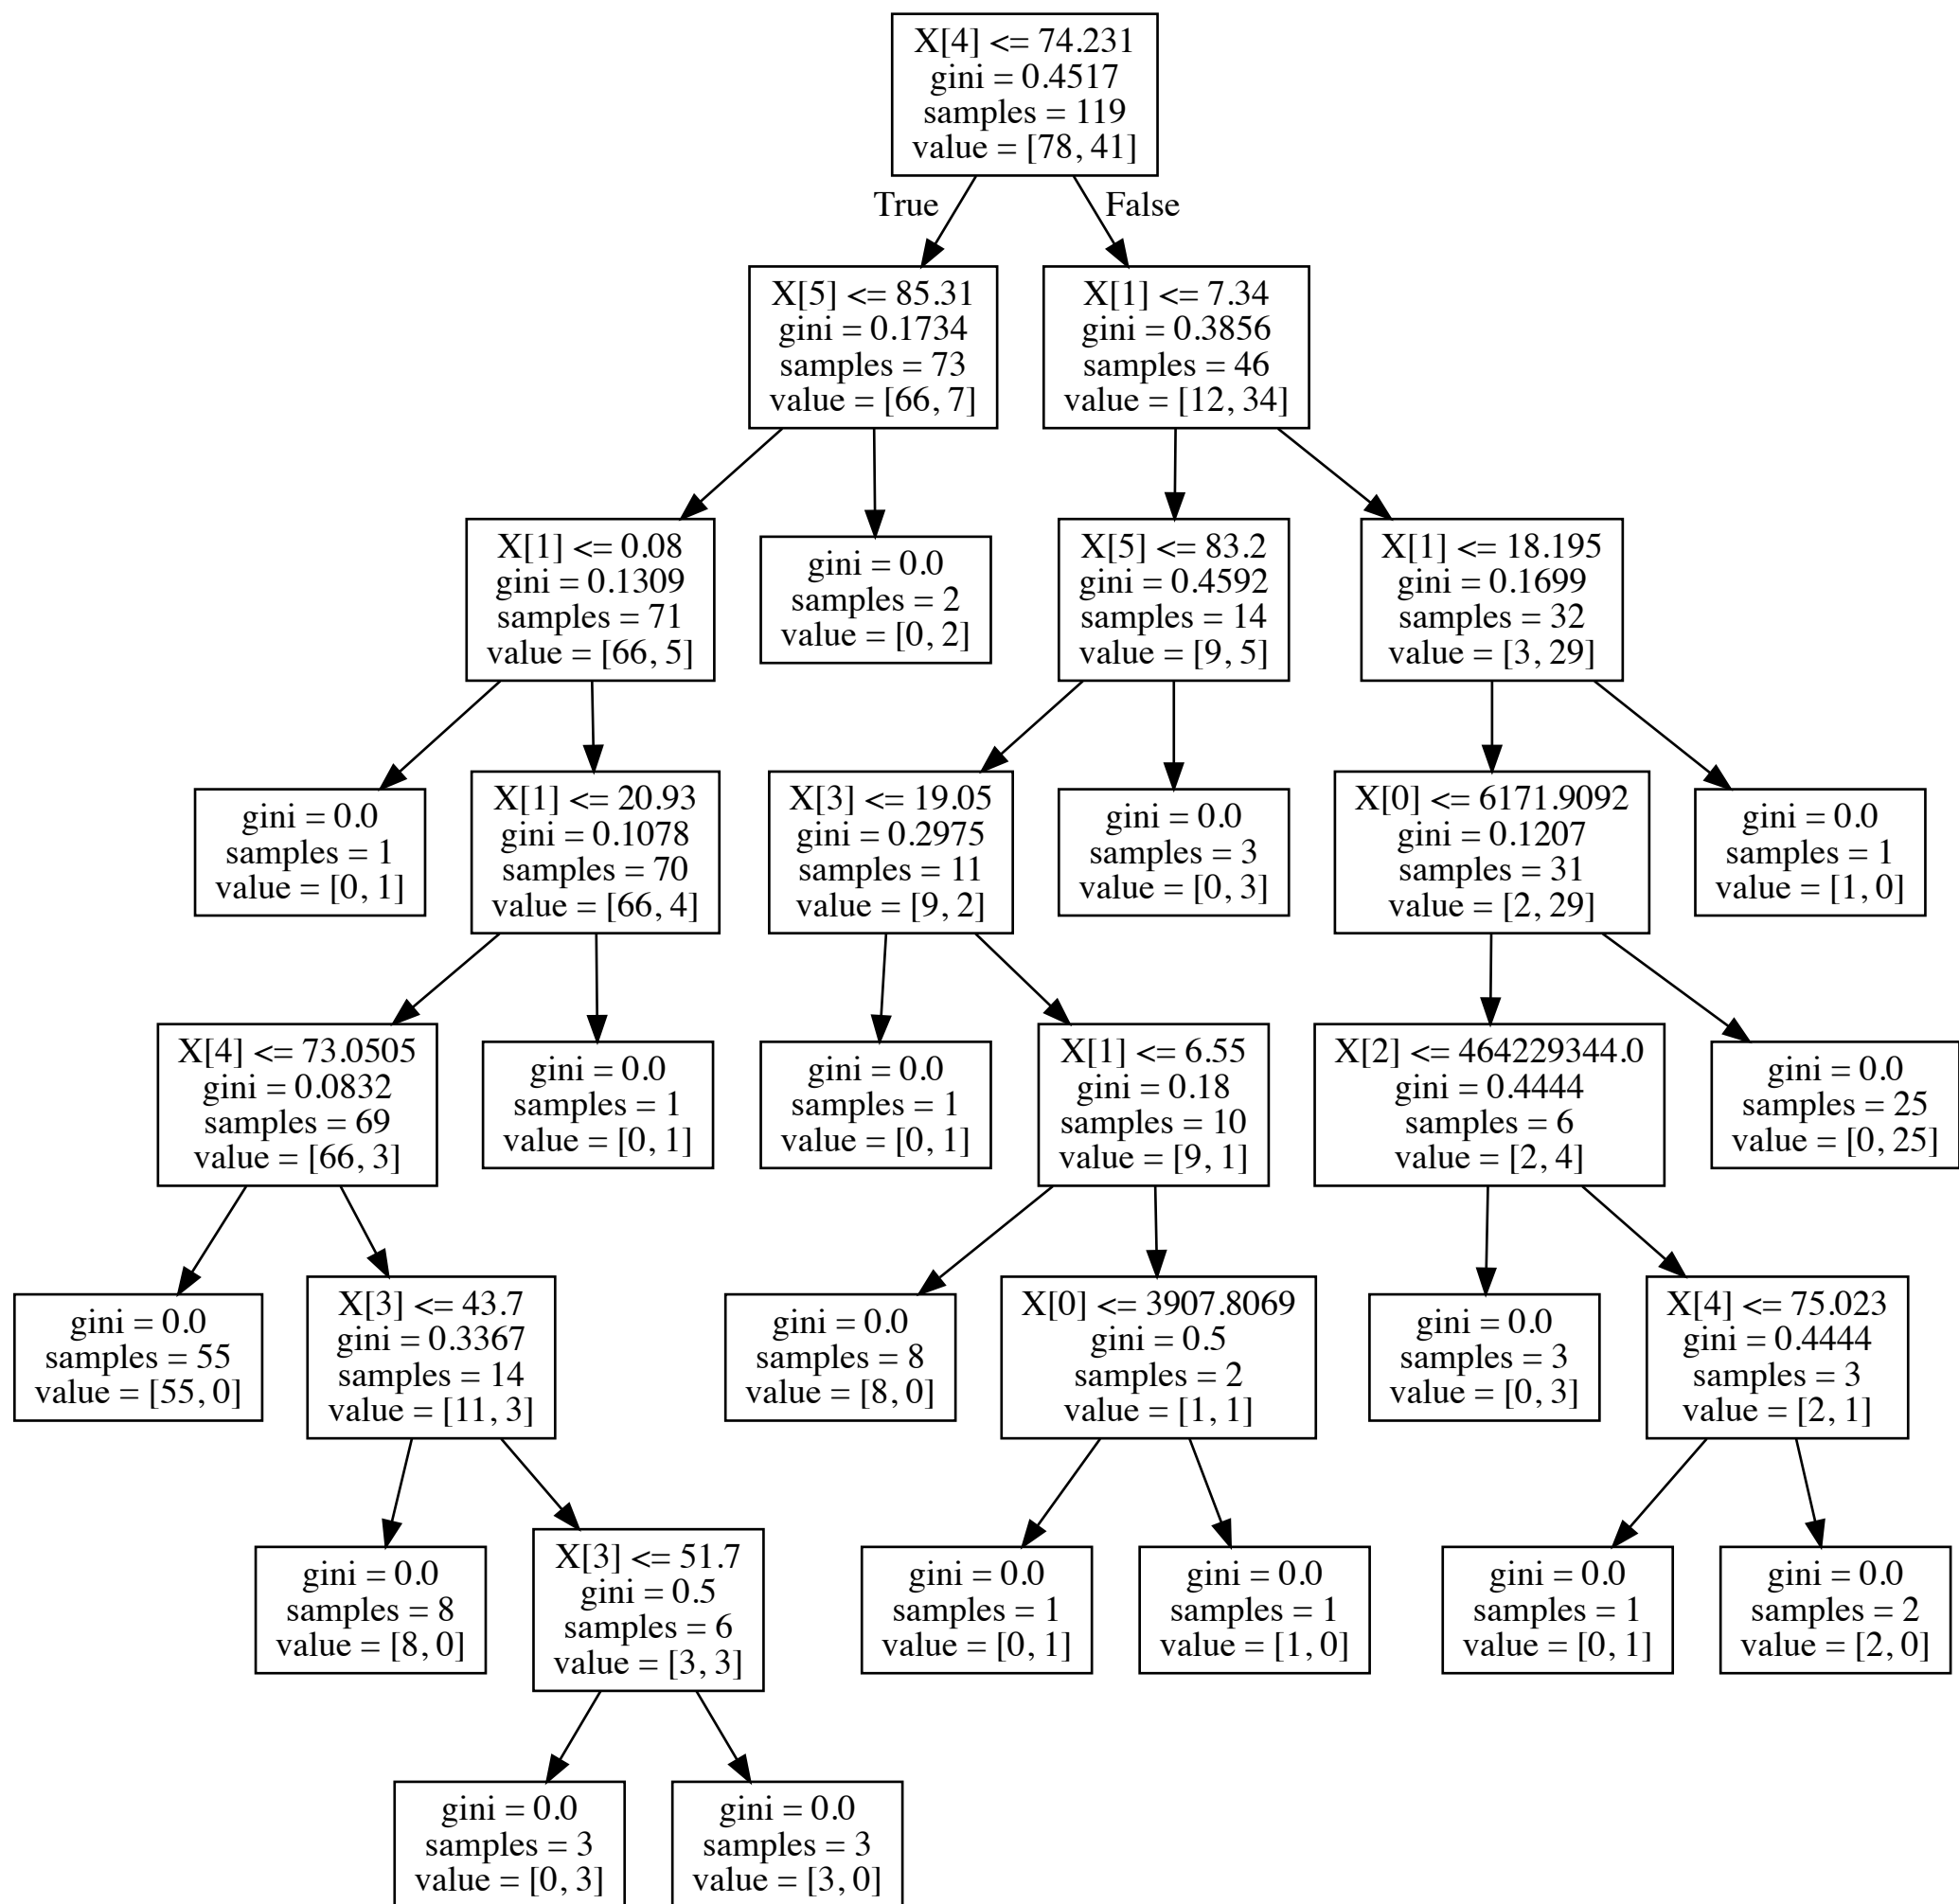 X[4] <= 74.231
gini = 0.4517
samples = 119
value = [78, 41]
True
False
X[5] <= 85.31
gini = 0.1734
samples = 73
value = [66, 7]
X[1] <= 7.34
gini = 0.3856
samples = 46
value = [12, 34]
X[1] <= 0.08
gini = 0.1309
samples = 71
value = [66, 5]
gini = 0.0
samples = 2
value = [0, 2]
X[5] <= 83.2
gini = 0.4592
samples = 14
value = [9, 5]
X[1] <= 18.195
gini = 0.1699
samples = 32
value = [3, 29]
gini = 0.0
samples = 1
value = [0, 1]
X[1] <= 20.93
gini = 0.1078
samples = 70
value = [66, 4]
X[3] <= 19.05
gini = 0.2975
samples = 11
value = [9, 2]
gini = 0.0
samples = 3
value = [0, 3]
X[0] <= 6171.9092
gini = 0.1207
samples = 31
value = [2, 29]
gini = 0.0
samples = 1
value = [1, 0]
X[4] <= 73.0505
gini = 0.0832
samples = 69
value = [66, 3]
gini = 0.0
samples = 1
value = [0, 1]
gini = 0.0
samples = 1
value = [0, 1]
X[1] <= 6.55
gini = 0.18
samples = 10
value = [9, 1]
X[2] <= 464229344.0
gini = 0.4444
samples = 6
value = [2, 4]
gini = 0.0
samples = 25
value = [0, 25]
gini = 0.0
samples = 55
value = [55, 0]
X[3] <= 43.7
gini = 0.3367
samples = 14
value = [11, 3]
gini = 0.0
samples = 8
value = [8, 0]
X[0] <= 3907.8069
gini = 0.5
samples = 2
value = [1, 1]
gini = 0.0
samples = 3
value = [0, 3]
X[4] <= 75.023
gini = 0.4444
samples = 3
value = [2, 1]
gini = 0.0
samples = 8
value = [8, 0]
X[3] <= 51.7
gini = 0.5
samples = 6
value = [3, 3]
gini = 0.0
samples = 1
value = [0, 1]
gini = 0.0
samples = 1
value = [1, 0]
gini = 0.0
samples = 1
value = [0, 1]
gini = 0.0
samples = 2
value = [2, 0]
gini = 0.0
samples = 3
value = [0, 3]
gini = 0.0
samples = 3
value = [3, 0]